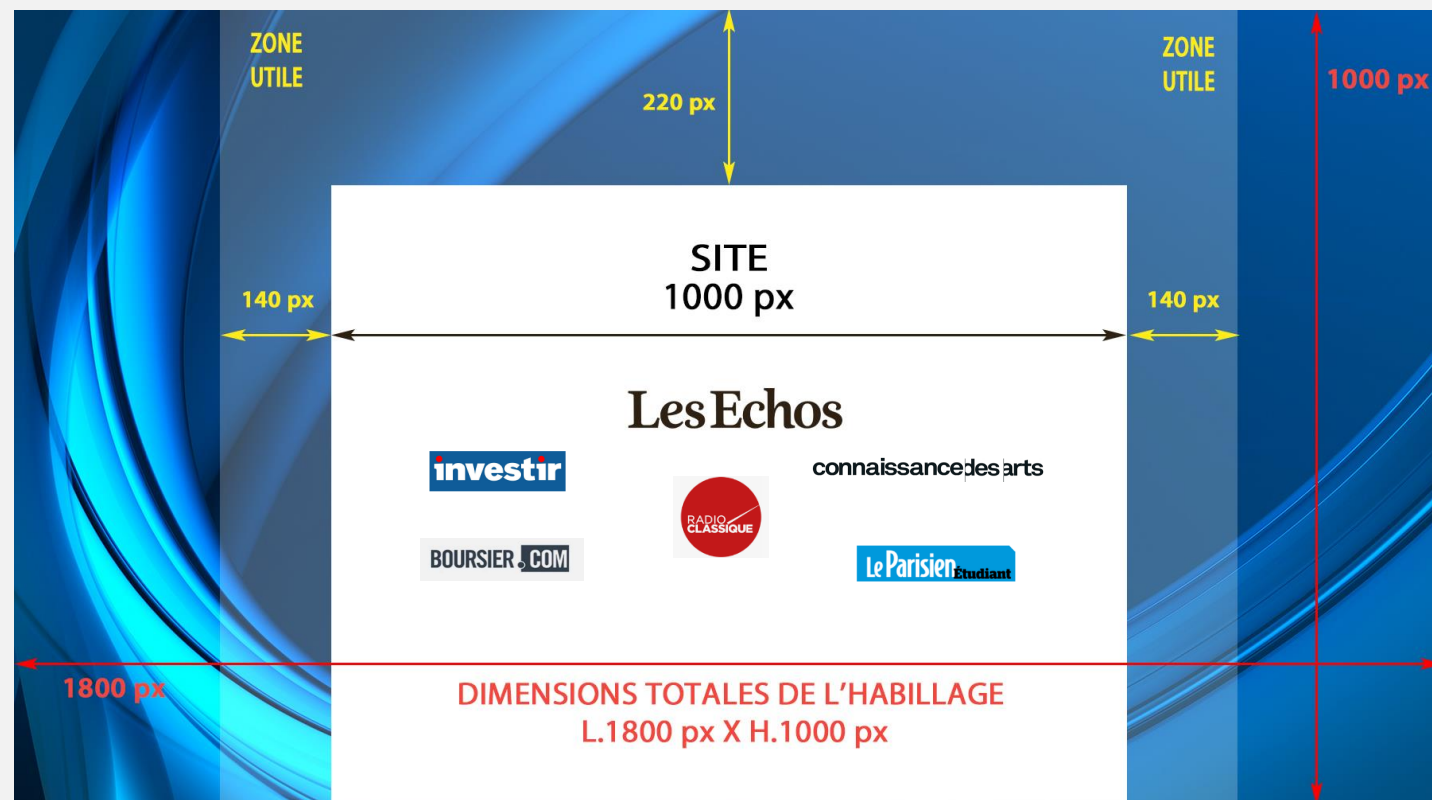 ZONE
UTILE
ZONE
UTILE
1000 px
220 px
SITE
1000 px
140 px
140 px
Les Echos
investir
connaissance des arts
RADIO
CLASSIQUE
BOURSIER.COM
Le Parisien Étudiant
1800 px
DIMENSIONS TOTALES DE L'HABILLAGE
L.1800 px X H.1000 px